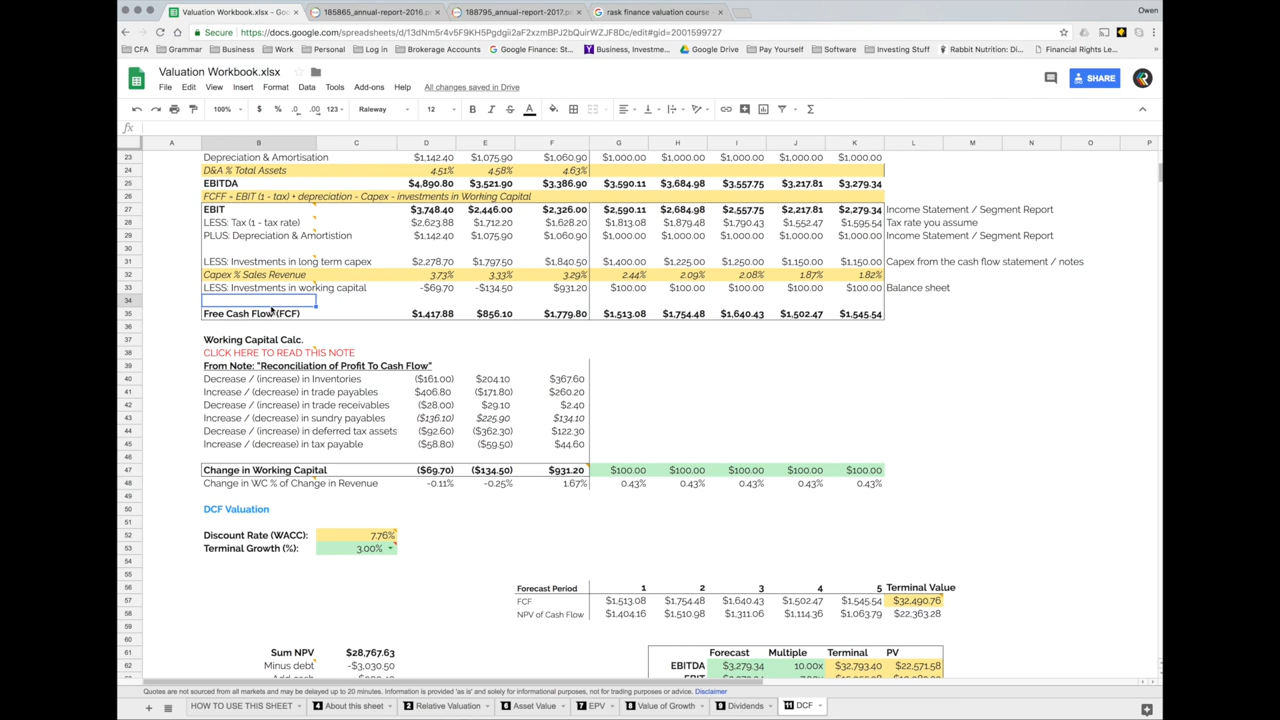 Valuation Workbook.xlsx - Goo
185865_annual-report-2016.p
188795_annual-report-2017.p
rask finance valuation course -
Owen
Secure https://docs.google.com/spreadsheets/d/13dNm5r4vS5F9KH5Pgdgii2aF2xzmBPJ2bQuirWZJF8Dc/edit#gid=2001599727
CFA Grammar Business Work Personal Log in Brokerage Accounts Google Finance: St... Business, Investme... Google Drive Pay Yourself Software Investing Stuff Rabbit Nutrition: Di... Financial Rights Le... »
Valuation Workbook.xlsx
SHARE
File Edit View Insert Format Data Tools Add-ons Help All changes saved in Drive
100% $ % .0 .00 123 Raleway 12 B I S A
fx
A B C D E F G H I J K L M N O P
23 Depreciation & Amortisation $1,142.40 $1,075.90 $1,060.90 $1,000.00 $1,000.00 $1,000.00 $1,000.00 $1,000.00
24 D&A % Total Assets 4.51% 4.58% 4.63%
25 EBITDA $4,890.80 $3,521.90 $3,386.90 $3,590.11 $3,684.98 $3,557.75 $3,217.81 $3,279.34
26 FCFF = EBIT (1 - tax) + depreciation - Capex - investments in Working Capital
27 EBIT $3,748.40 $2,446.00 $2,326.00 $2,590.11 $2,684.98 $2,557.75 $2,217.81 $2,279.34 Income Statement / Segment Report
28 LESS: Tax (1 - tax rate) $2,623.88 $1,712.20 $1,628.20 $1,813.08 $1,879.48 $1,790.43 $1,552.47 $1,595.54 Tax rate you assume
29 PLUS: Depreciation & Amortistion $1,142.40 $1,075.90 $1,060.90 $1,000.00 $1,000.00 $1,000.00 $1,000.00 $1,000.00 Income Statement / Segment Report
30
31 LESS: Investments in long term capex $2,278.70 $1,797.50 $1,840.50 $1,400.00 $1,225.00 $1,250.00 $1,150.00 $1,150.00 Capex from the cash flow statement / notes
32 Capex % Sales Revenue 3.73% 3.33% 3.29% 2.44% 2.09% 2.08% 1.87% 1.82%
33 LESS: Investments in working capital -$69.70 -$134.50 $931.20 $100.00 $100.00 $100.00 $100.00 $100.00 Balance sheet
34
35 Free Cash Flow (FCF) $1,417.88 $856.10 $1,779.80 $1,513.08 $1,754.48 $1,640.43 $1,502.47 $1,545.54
37 Working Capital Calc.
38 CLICK HERE TO READ THIS NOTE
39 From Note: "Reconciliation of Profit To Cash Flow"
40 Decrease / (increase) in Inventories ($161.00) $204.10 $367.60
41 Increase / (decrease) in trade payables $406.80 ($171.80) $260.20
42 Decrease / (increase) in trade receivables ($28.00) $29.10 $2.40
43 Increase / (decrease) in sundry payables ($136.10) $225.90 $134.10
44 Decrease / (increase) in deferred tax assets ($92.60) ($362.30) $122.30
45 Increase / (decrease) in tax payable ($58.80) ($59.50) $44.60
46
47 Change in Working Capital ($69.70) ($134.50) $931.20 $100.00 $100.00 $100.00 $100.00 $100.00
48 Change in WC % of Change in Revenue -0.11% -0.25% 1.67% 0.43% 0.43% 0.43% 0.43% 0.43%
50 DCF Valuation
51
52 Discount Rate (WACC): 7.76%
53 Terminal Growth (%): 3.00%
55
56 Forecast Period 1 2 3 4 5 Terminal Value
57 FCF $1,513.08 $1,754.48 $1,640.43 $1,502.47 $1,545.54 $32,490.76
58 NPV of Cash Flow $1,404.16 $1,510.98 $1,311.06 $1,114.36 $1,063.79 $22,363.28
59
60
61 Sum NPV $28,767.63 Forecast Multiple Terminal PV
62 Minus debt -$3,030.50 EBITDA $3,279.34 10.00x $32,793.40 $22,571.58
Quotes are not sourced from all markets and may be delayed up to 20 minutes. Information is provided 'as is' and solely for informational purposes, not for trading purposes or advice. Disclaimer
HOW TO USE THIS SHEET 4 About this sheet 2 Relative Valuation 6 Asset Value 7 EPV 8 Value of Growth 9 Dividends 11 DCF